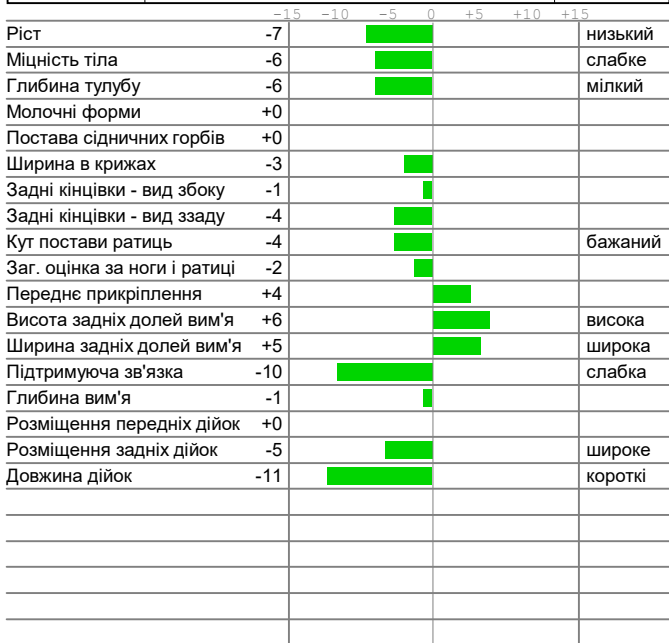 -15 -10 -5 0 +5 +10 +15
Ріст -7 низький
Міцність тіла -6 слабке
Глибина тулубу -6 мілкий
Молочні форми +0
Постава сідничних горбів +0
Ширина в крижах -3
Задні кінцівки - вид збоку -1
Задні кінцівки - вид ззаду -4
Кут постави ратиць -4 бажаний
Заг. оцінка за ноги і ратиці -2
Переднє прикріплення +4
Висота задніх долей вим'я +6 висока
Ширина задніх долей вим'я +5 широка
Підтримуюча зв'язка -10 слабка
Глибина вим'я -1
Розміщення передніх дійок +0
Розміщення задніх дійок -5 широке
Довжина дійок -11 короткі